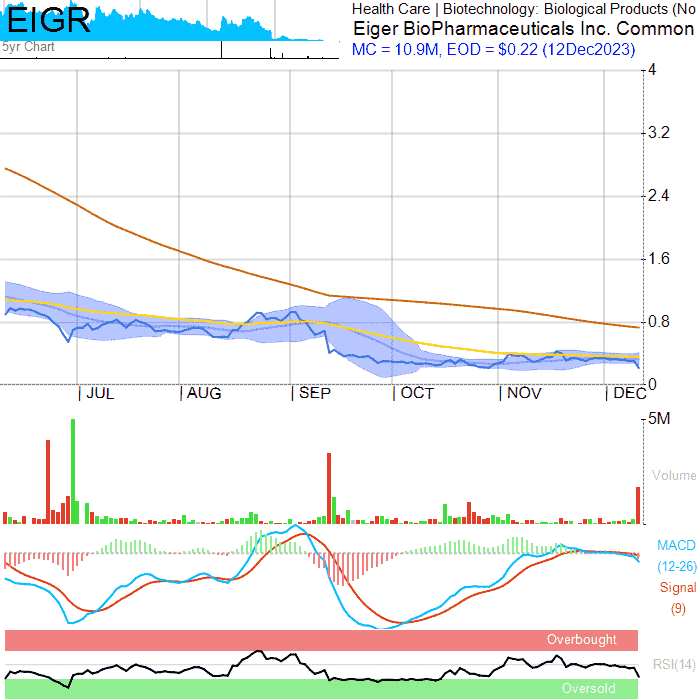 EIGR
5yr Chart
Health Care | Biotechnology: Biological Products (No
Eiger BioPharmaceuticals Inc. Common
MC = 10.9M, EOD = $0.22 (12Dec2023)
4
3.2
2.4
1.6
0.8
0
JUL AUG SEP OCT NOV DEC
5M
Volume
MACD
(12-26)
Signal
(9)
Overbought
RSI(14)
Oversold